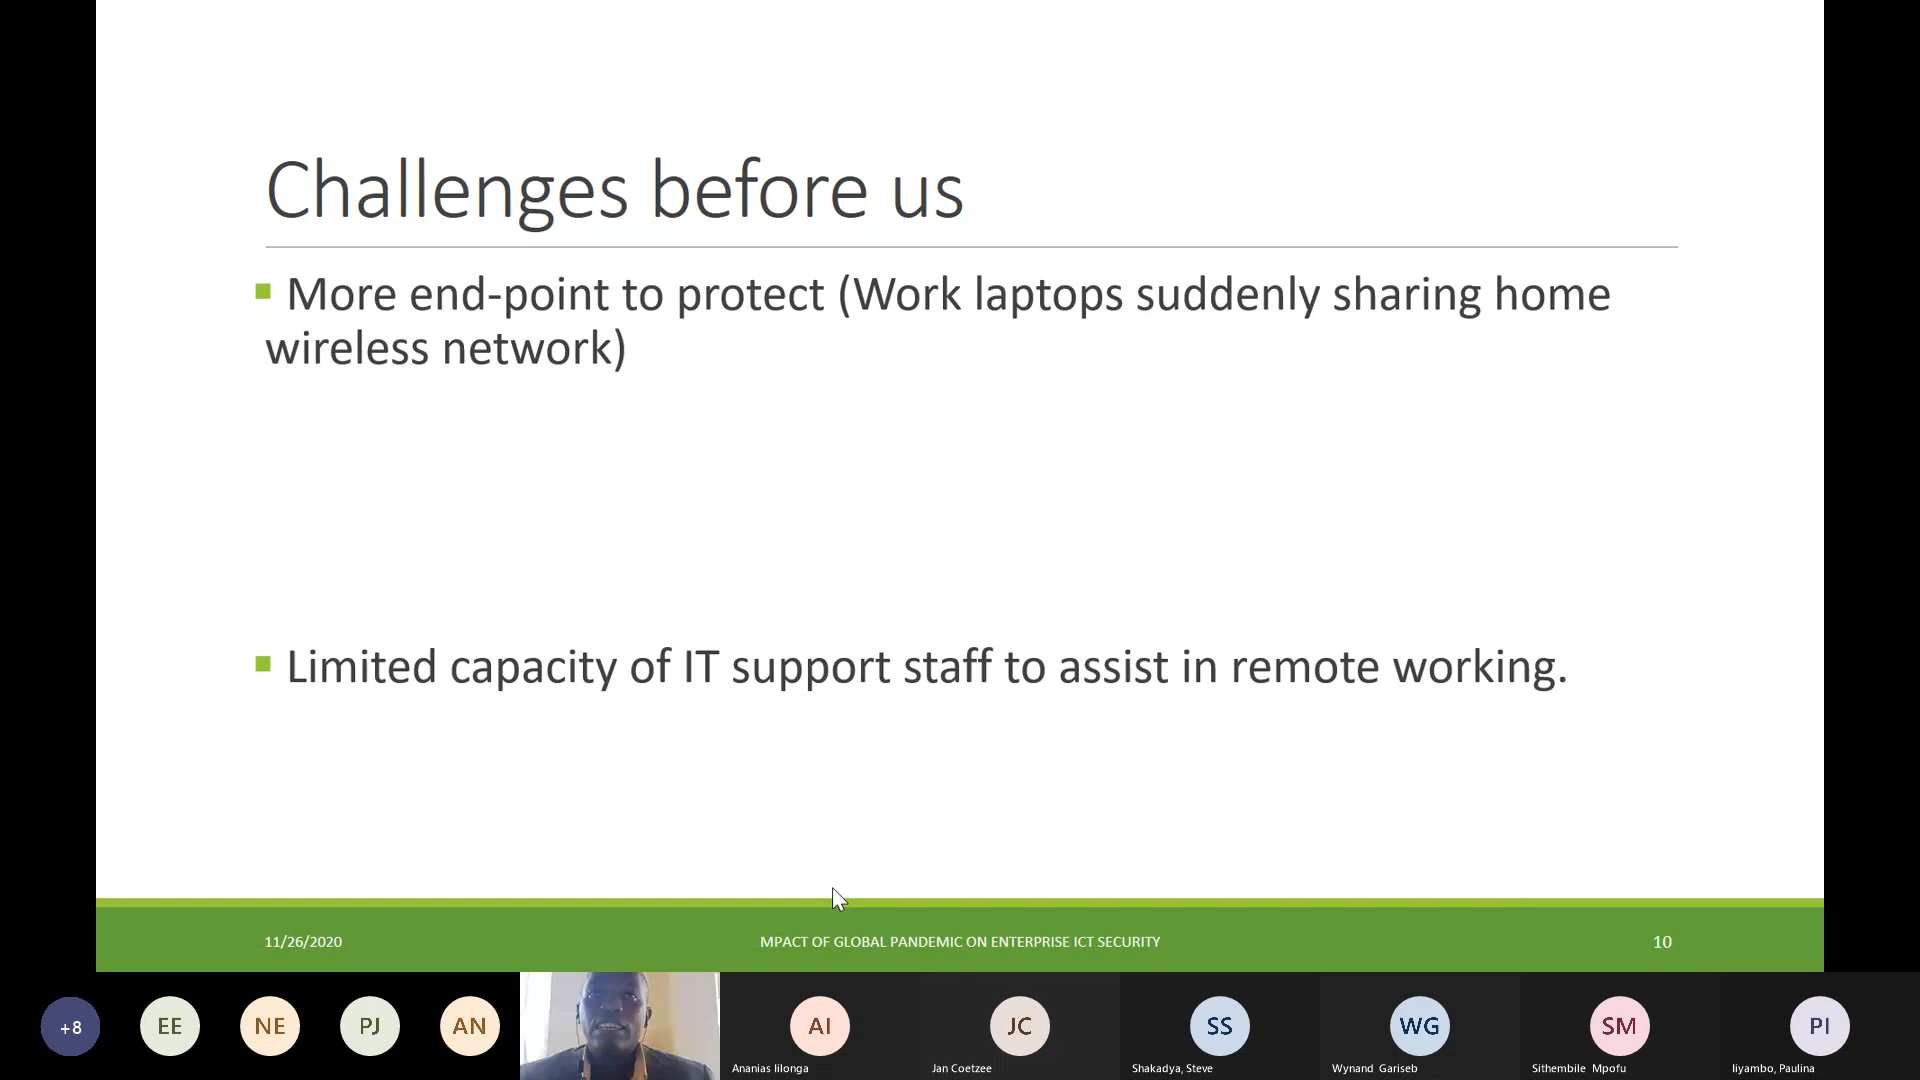 Challenges before us
More end-point to protect (Work laptops suddenly sharing home
wireless network)
Limited capacity of IT support staff to assist in remote working.
11/26/2020
MPACT OF GLOBAL PANDEMIC ON ENTERPRISE ICT SECURITY
10
+8
EE
NE
PJ
AN
AI
JC
SS
WG
SM
PI
Ananias Iilonga
Jan Coetzee
Shakadya, Steve
Wynand Gariseb
Sithembile Mpofu
Iiyambo, Paulina